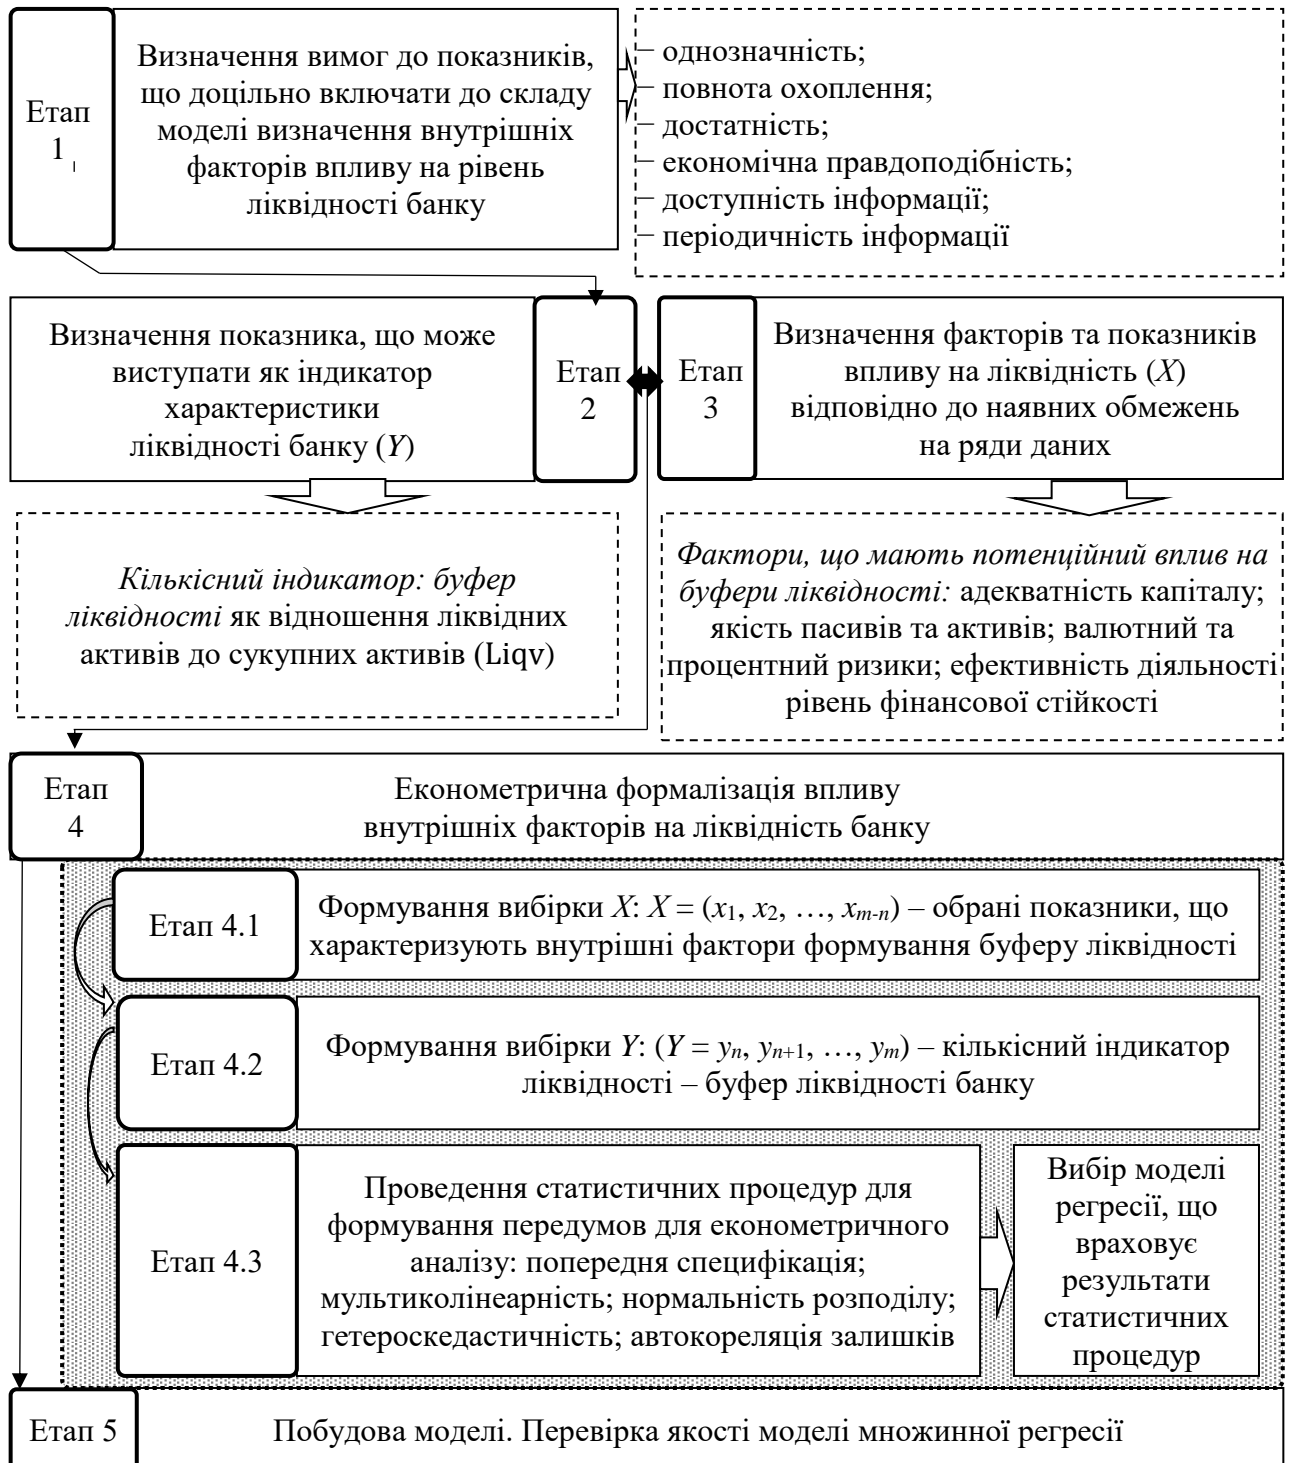 Етап
1
Визначення вимог до показників,
що доцільно включати до складу
моделі визначення внутрішніх
факторів впливу на рівень
ліквідності банку
– однозначність;
– повнота охоплення;
– достатність;
– економічна правдоподібність;
– доступність інформації;
– періодичність інформації
Визначення показника, що може
виступати як індикатор
характеристики
ліквідності банку (Y)
Етап
2
Етап
3
Визначення факторів та показників
впливу на ліквідність (X)
відповідно до наявних обмежень
на ряди даних
Кількісний індикатор: буфер
ліквідності як відношення ліквідних
активів до сукупних активів (Liqv)
Фактори, що мають потенційний вплив на
буфери ліквідності: адекватність капіталу;
якість пасивів та активів; валютний та
процентний ризики; ефективність діяльності
рівень фінансової стійкості
Етап
4
Економетрична формалізація впливу
внутрішніх факторів на ліквідність банку
Етап 4.1
Формування вибірки X: X = (x1, x2, …, xm-n) – обрані показники, що
характеризують внутрішні фактори формування буферу ліквідності
Етап 4.2
Формування вибірки Y: (Y = yn, yn+1, …, ym) – кількісний індикатор
ліквідності – буфер ліквідності банку
Етап 4.3
Проведення статистичних процедур для
формування передумов для економетричного
аналізу: попередня специфікація;
мультиколінеарність; нормальність розподілу;
гетероскедастичність; автокореляція залишків
Вибір моделі
регресії, що
враховує
результати
статистичних
процедур
Етап 5
Побудова моделі. Перевірка якості моделі множинної регресії